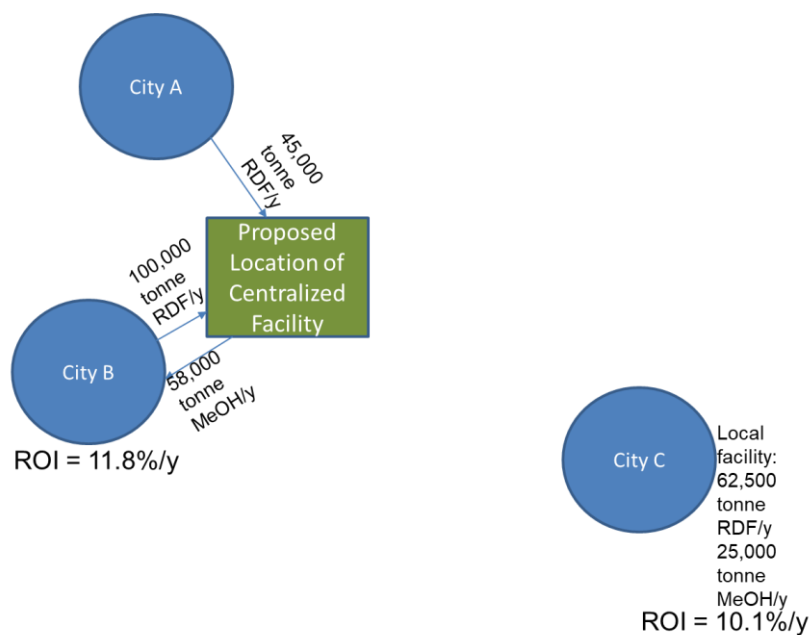 City A
45,000
tonne
RDF/y
Proposed
Location of
Centralized
Facility
100,000
tonne
RDF/y
City B
58,000
tonne
MeOH/y
ROI = 11.8%/y
City C
Local
facility:
62,500
tonne
RDF/y
25,000
tonne
MeOH/y
ROI = 10.1%/y